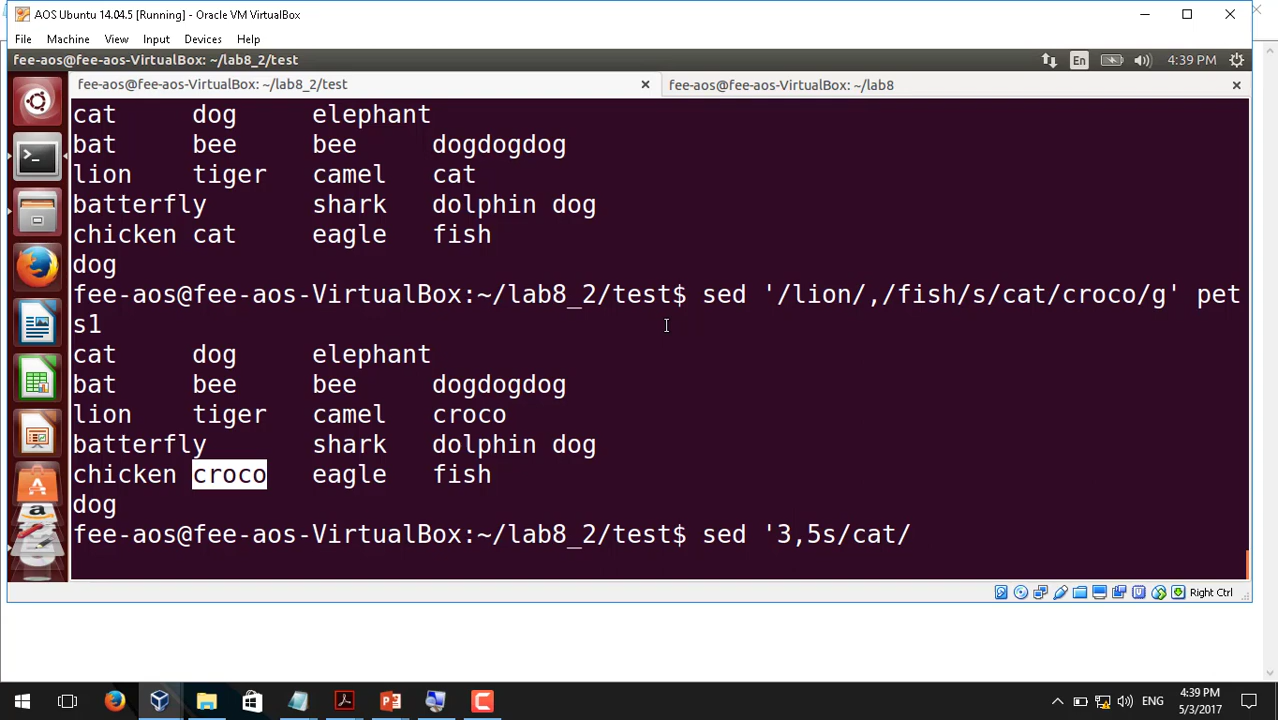 AOS Ubuntu 14.04.5 [Running] - Oracle VM VirtualBox
File Machine View Input Devices Help
fee-aos@fee-aos-VirtualBox: ~/lab8_2/test
En
4:39 PM
fee-aos@fee-aos-VirtualBox: ~/lab8_2/test
fee-aos@fee-aos-VirtualBox: ~/lab8
cat dog elephant
bat bee bee dogdogdog
lion tiger camel cat
batterfly shark dolphin dog
chicken cat eagle fish
dog
fee-aos@fee-aos-VirtualBox:~/lab8_2/test$ sed '/lion/,/fish/s/cat/croco/g' pet
s1
cat dog elephant
bat bee bee dogdogdog
lion tiger camel croco
batterfly shark dolphin dog
chicken croco eagle fish
dog
fee-aos@fee-aos-VirtualBox:~/lab8_2/test$ sed '3,5s/cat/
Right Ctrl
ENG
4:39 PM
5/3/2017